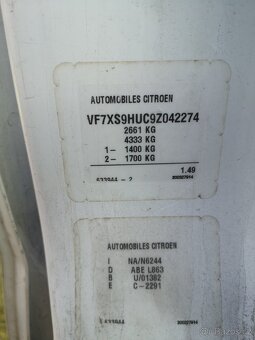 AUTOMOBILES CITROEN
VF7XS9HUC9Z042274
2661 KG
4333 KG
1- 1400 KG
2- 1700 KG
1.49
AUTOMOBILES CITROEN
I NA/N6244
D ABE L863
B U/01382
E C-2291